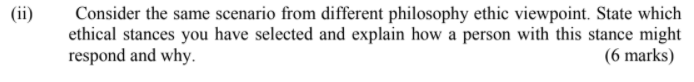 (ii) Consider the same scenario from different philosophy ethic viewpoint. State which
ethical stances you have selected and explain how a person with this stance might
respond and why. (6 marks)